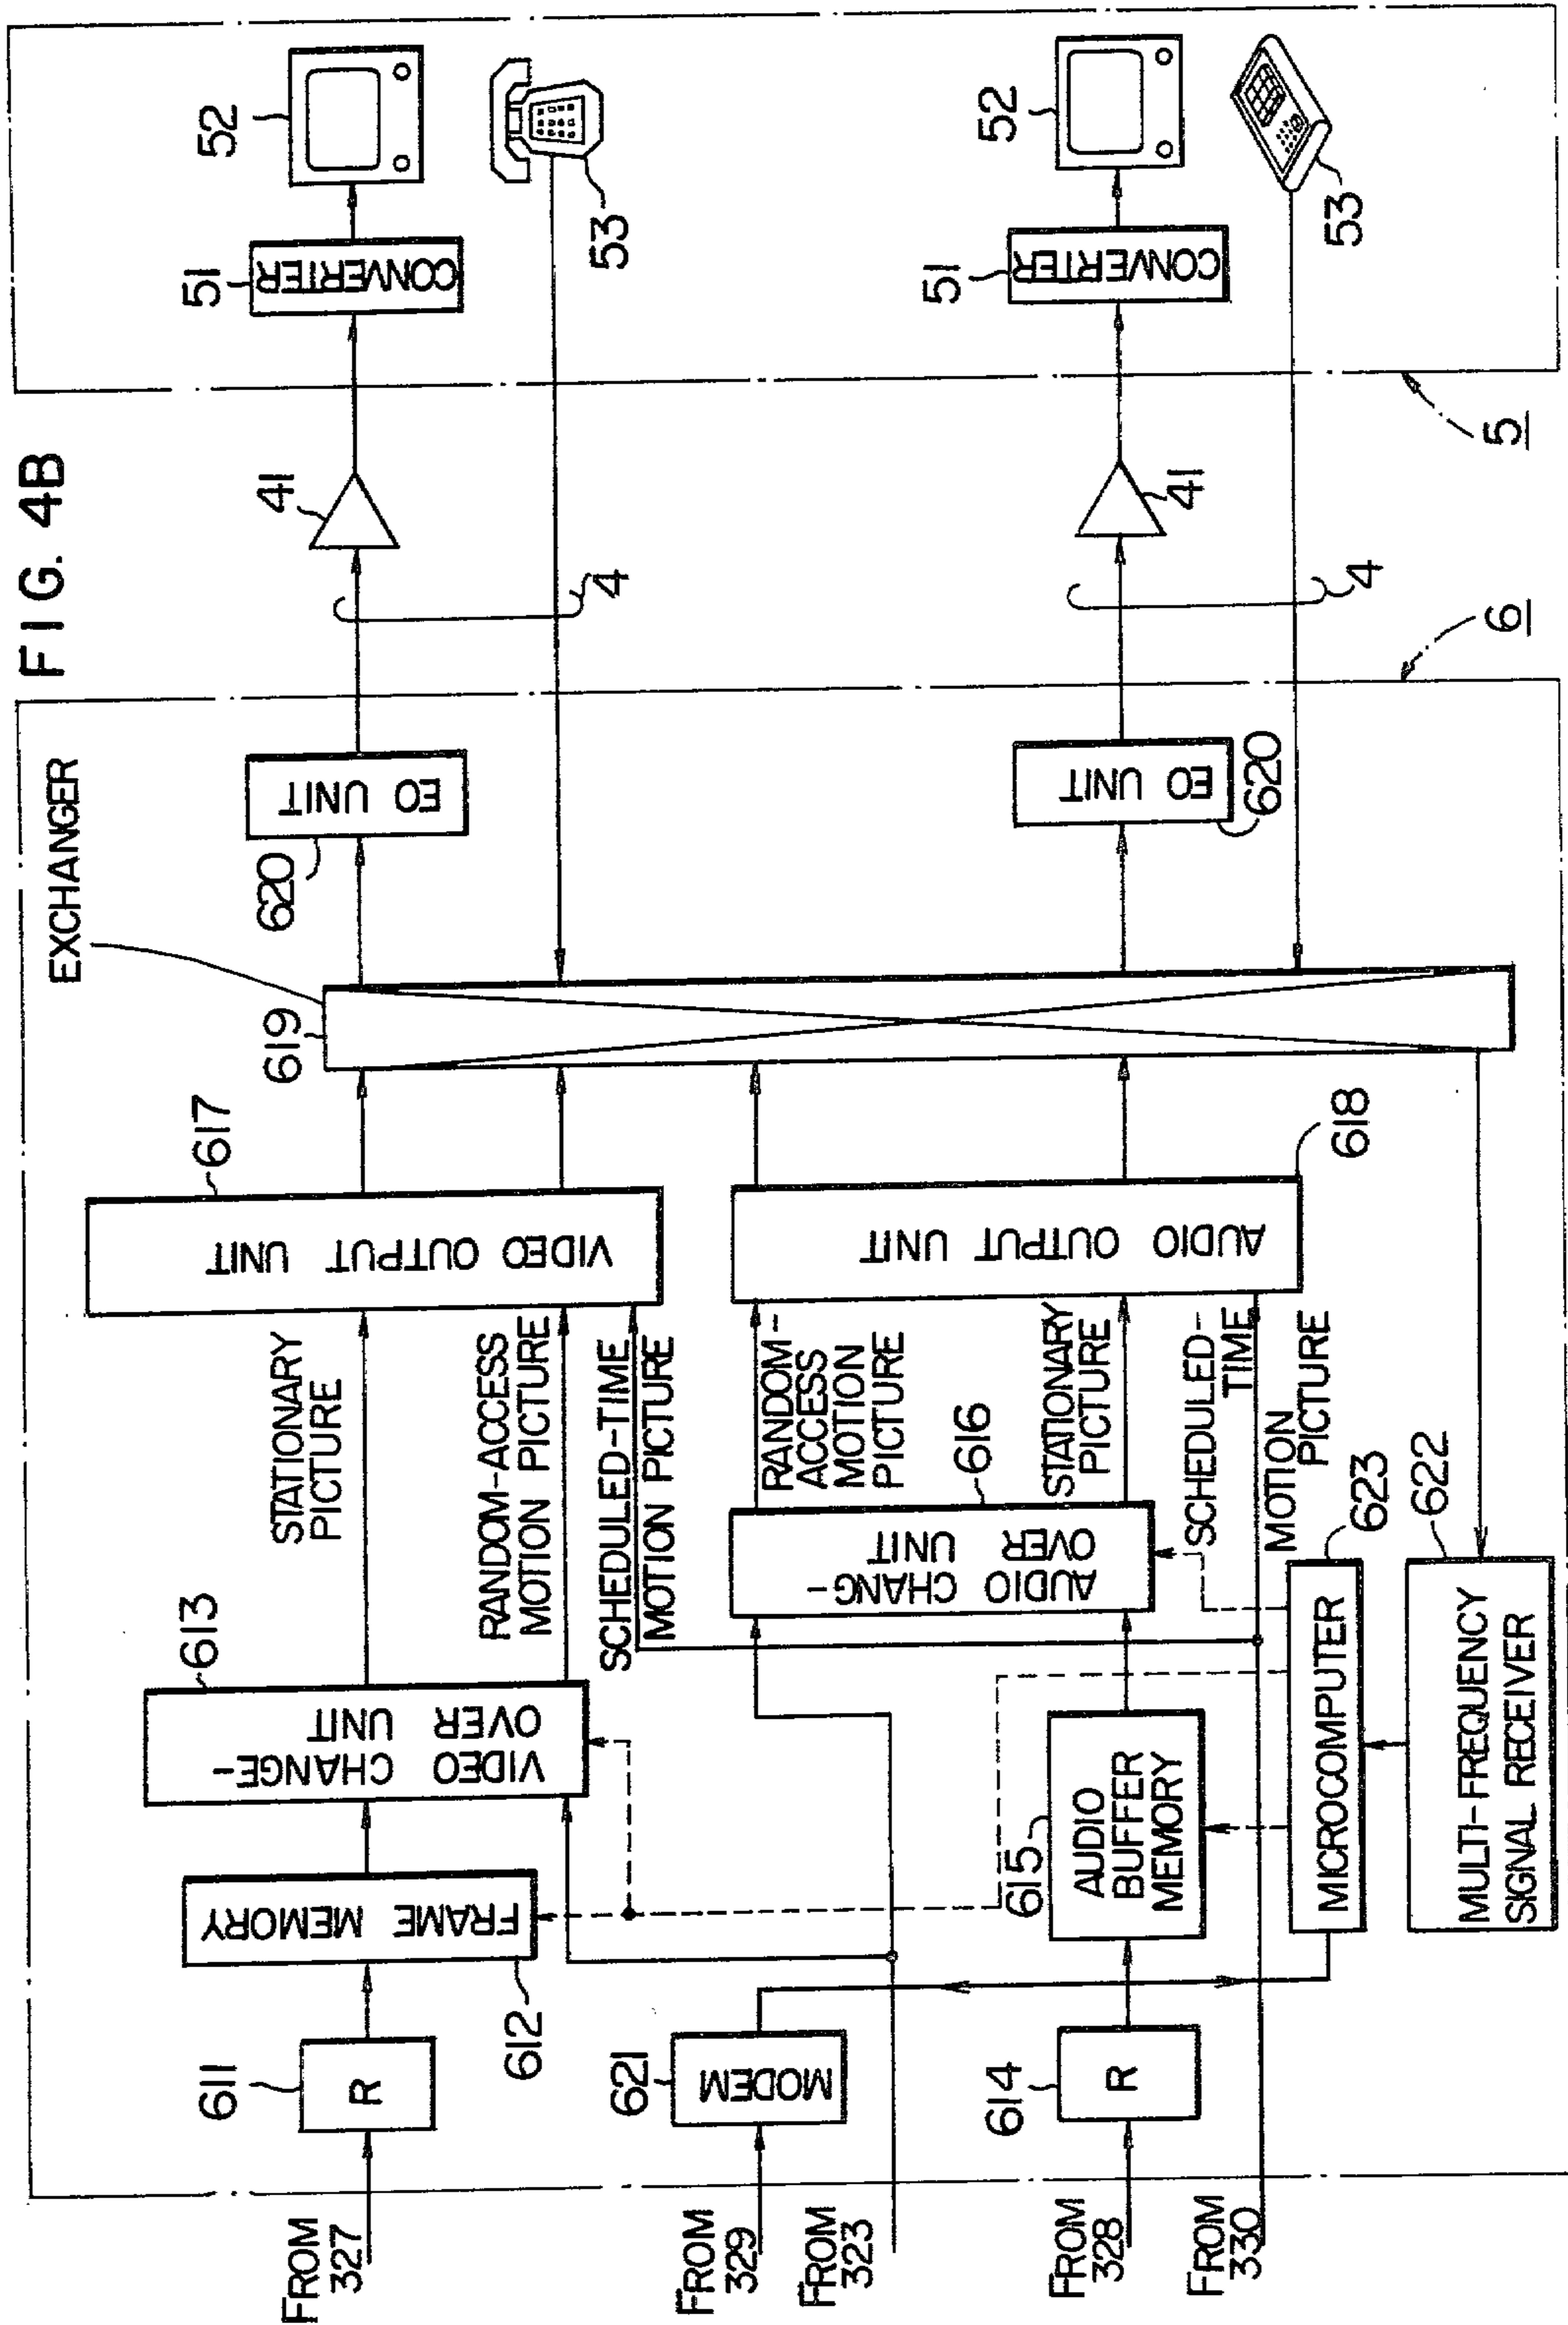 FIG. 4B
FROM
327
611
R
612
FRAME MEMORY
613
VIDEO CHANGE-
OVER UNIT
STATIONARY
PICTURE
RANDOM-ACCESS
MOTION PICTURE
SCHEDULED-TIME
MOTION PICTURE
617
VIDEO OUTPUT UNIT
EXCHANGER
619
620
EO UNIT
41
4
51
CONVERTER
52
53
FROM
329
621
MODEM
FROM
323
FROM
328
614
R
615
AUDIO
BUFFER
MEMORY
616
AUDIO CHANG-
OVER
UNIT
RANDOM-
ACCESS
MOTION
PICTURE
STATIONARY
PICTURE
SCHEDULED-
TIME
MOTION
PICTURE
618
AUDIO OUTPUT UNIT
620
EO UNIT
41
4
51
CONVERTER
52
53
FROM
330
623
MICROCOMPUTER
622
MULTI-FREQUENCY
SIGNAL RECEIVER
6
5